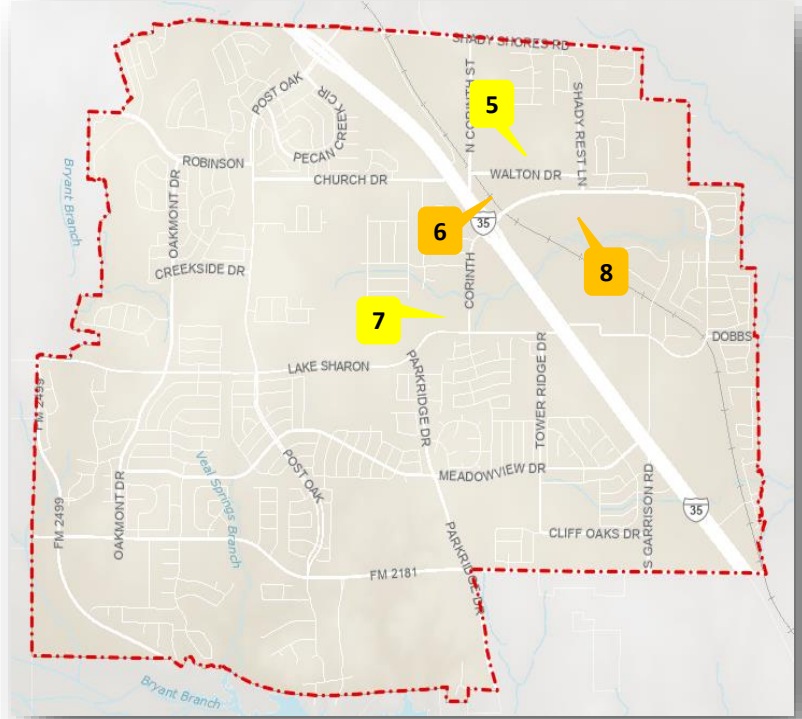 SHADY SHORES RD
N CORINTH ST
5
POST OAK
PECAN CREEK CIR
SHADY REST LN
ROBINSON
WALTON DR
CHURCH DR
Bryant Branch
OAKMONT DR
35
6
8
CREEKSIDE DR
CORINTH
7
DOBBS
LAKE SHARON
PARKRIDGE DR
TOWER RIDGE DR
FM 2499
POST OAK
MEADOWVIEW DR
Veal Springs Branch
OAKMONT DR
FM 2499
S GARRISON RD
35
CLIFF OAKS DR
PARKRIDGE DR
FM 2181
Bryant Branch